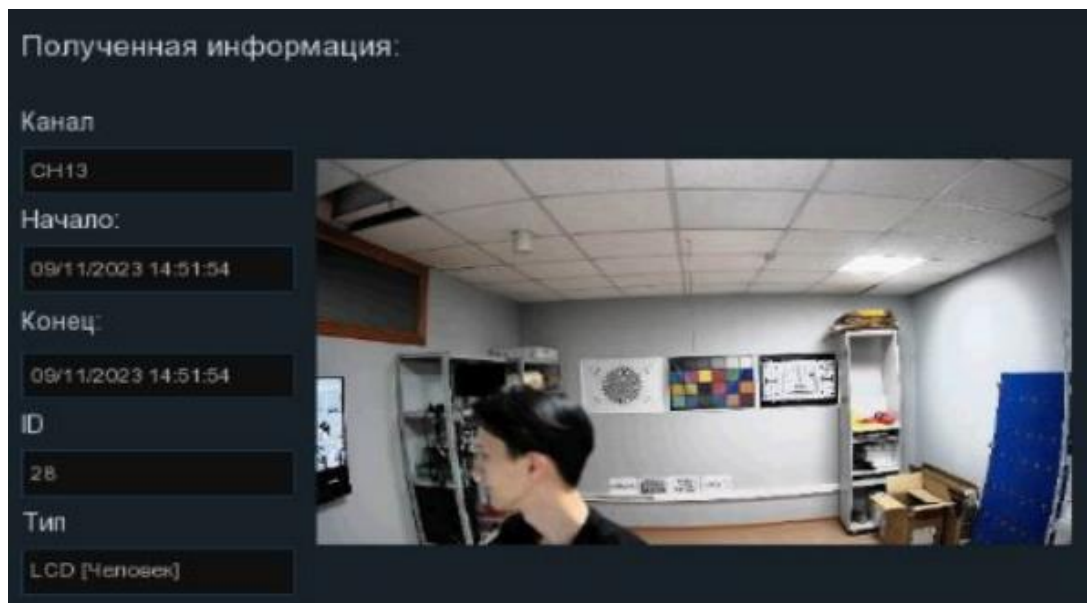 Полученная информация:
Канал
CH13
Начало:
09/11/2023 14:51:54
Конец:
09/11/2023 14:51:54
ID
28
Тип
LCD [Человек]